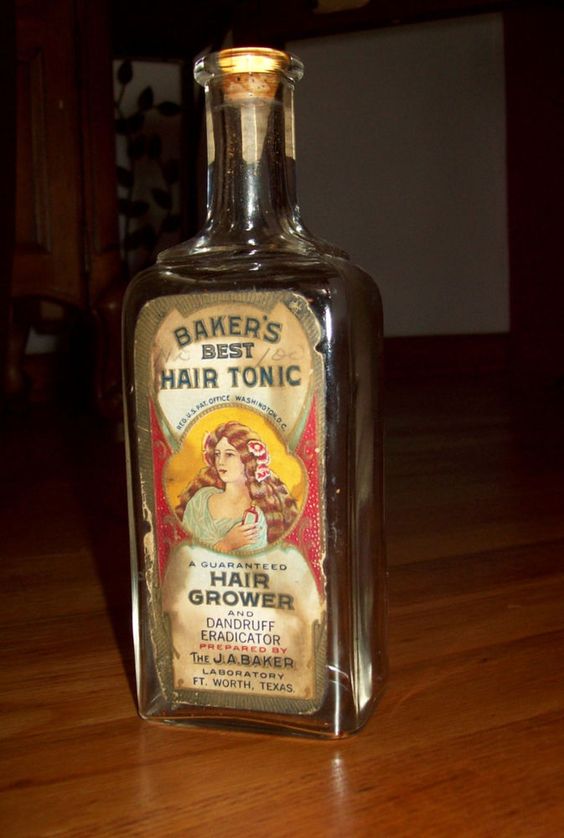 BAKER'S
BEST
HAIR TONIC
REG. U.S. PAT. OFFICE WASHINGTON, D.C.
A GUARANTEED
HAIR
GROWER
AND
DANDRUFF
ERADICATOR
PREPARED BY
THE J.A. BAKER
LABORATORY
FT. WORTH, TEXAS.